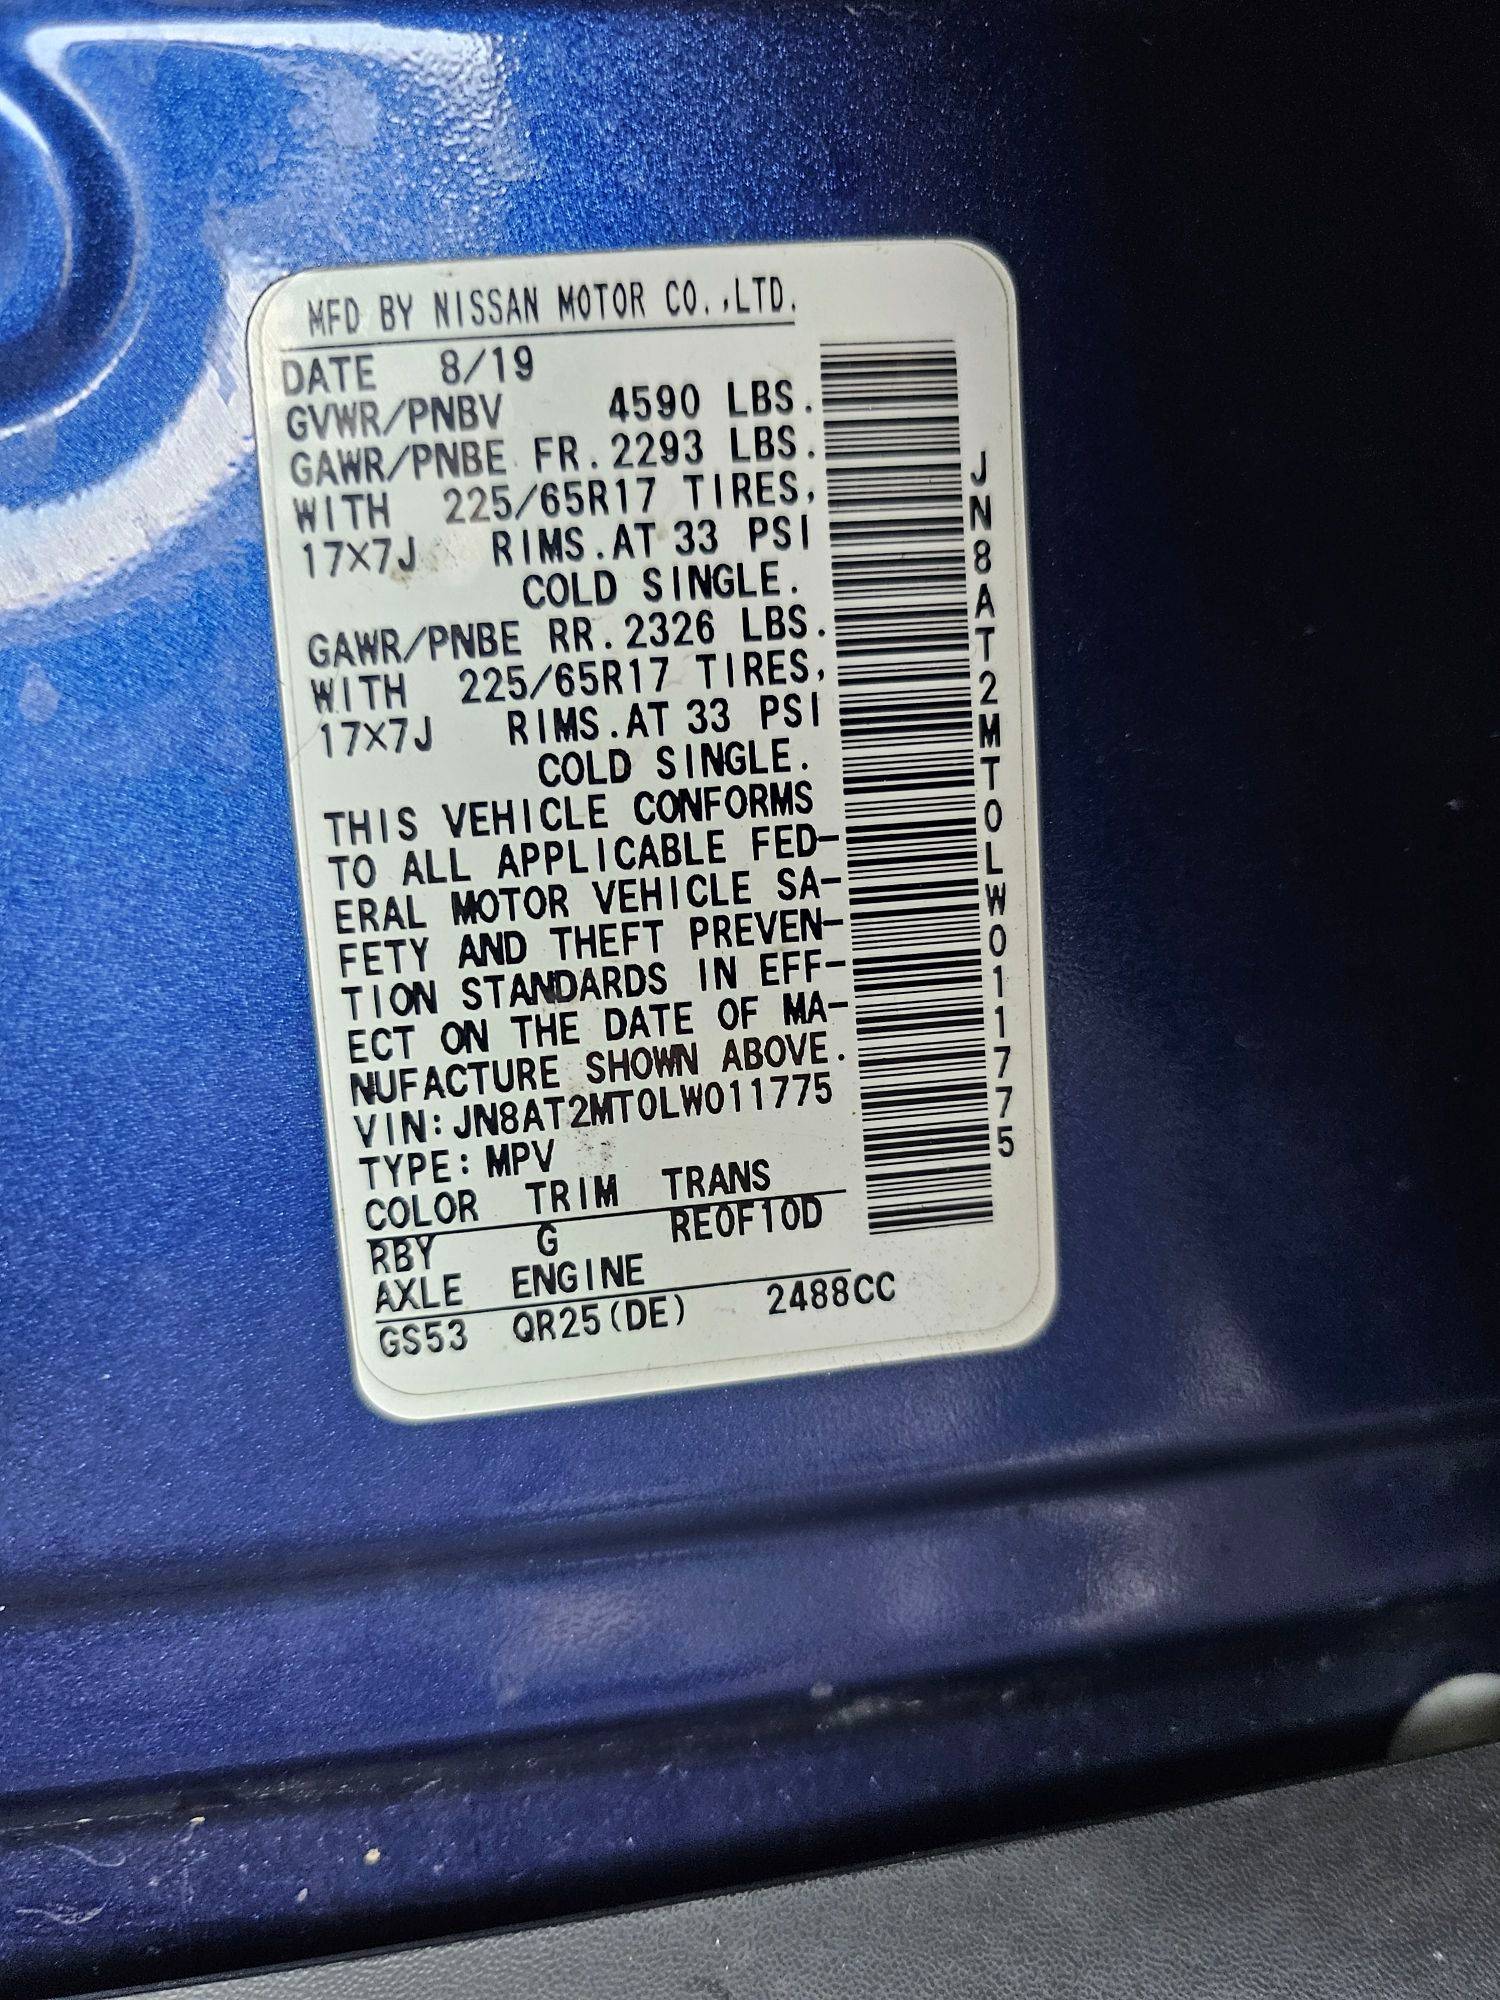 MFD BY NISSAN MOTOR CO.,LTD.
DATE 8/19
GVWR/PNBV 4590 LBS.
GAWR/PNBE FR. 2293 LBS.
WITH 225/65R17 TIRES,
17X7J RIMS.AT 33 PSI
COLD SINGLE.
GAWR/PNBE RR. 2326 LBS.
WITH 225/65R17 TIRES,
17X7J RIMS.AT 33 PSI
COLD SINGLE.
THIS VEHICLE CONFORMS
TO ALL APPLICABLE FED-
ERAL MOTOR VEHICLE SA-
FETY AND THEFT PREVEN-
TION STANDARDS IN EFF-
ECT ON THE DATE OF MA-
NUFACTURE SHOWN ABOVE.
VIN: JN8AT2MT0LW011775
TYPE: MPV
COLOR TRIM TRANS
RBY G RE0F10D
AXLE ENGINE
GS53 QR25(DE) 2488CC
JN8AT2MT0LW011775